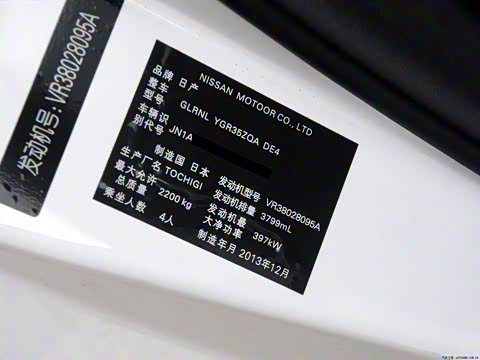 发动机号: VR38028095A
品牌 日产 NISSAN MOTOOR CO., LTD
整车型号 GLRNL YGR35ZQA DE4
车辆识别代号 JN1A
制造国 日本
生产厂名 TOCHIGI
最大允许总质量 2200 kg
乘坐人数 4人
发动机型号 VR38028095A
发动机排量 3799mL
发动机最大净功率 397kW
制造年月 2013年12月